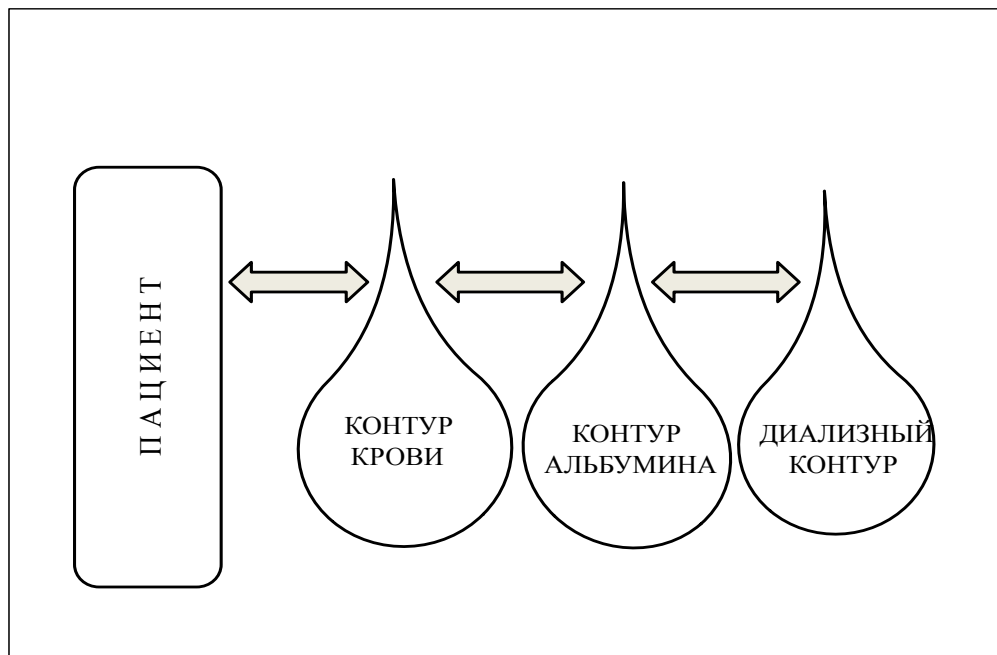 ПАЦИЕНТ
КОНТУР
КРОВИ
КОНТУР
АЛЬБУМИНА
ДИАЛИЗНЫЙ
КОНТУР